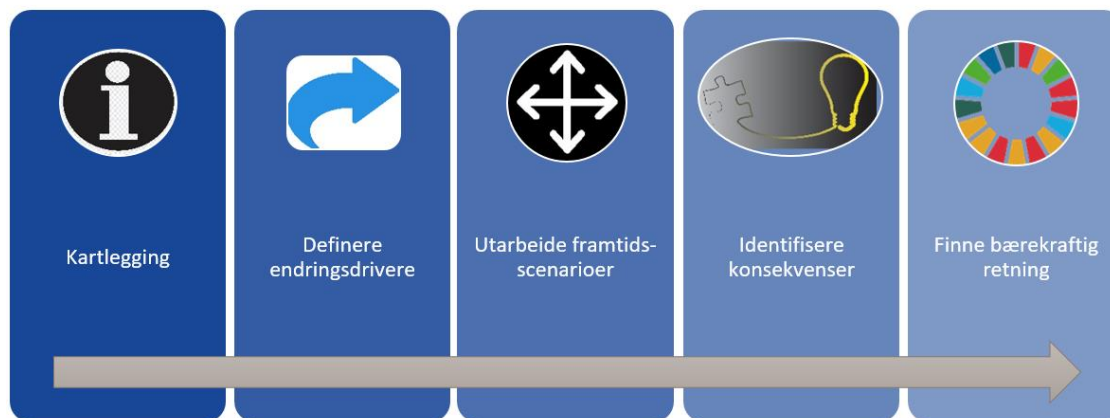 Kartlegging
Definere
endringsdrivere
Utarbeide framtids-
scenarioer
Identifisere
konsekvenser
Finne bærekraftig
retning